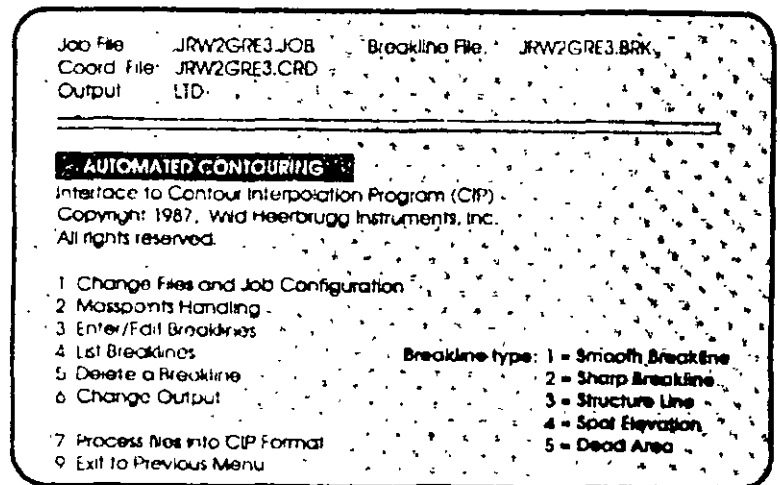 Job File JRW2GRE3.JOB Breakline File JRW2GRE3.BRK
Coord File JRW2GRE3.CRD
Output LTD
AUTOMATED CONTOURING
Interface to Contour Interpolation Program (CIP)
Copyright 1987, Wild Heerbrugg Instruments, Inc.
All rights reserved.
1 Change Files and Job Configuration
2 Masspoints Handling
3 Enter/Edit Breaklines
4 List Breaklines
5 Delete a Breakline
6 Change Output
7 Process files into CIP Format
9 Exit to Previous Menu
Breakline type: 1 = Smooth Breakline
2 = Sharp Breakline
3 = Structure Line
4 = Spot Elevation
5 = Dead Area